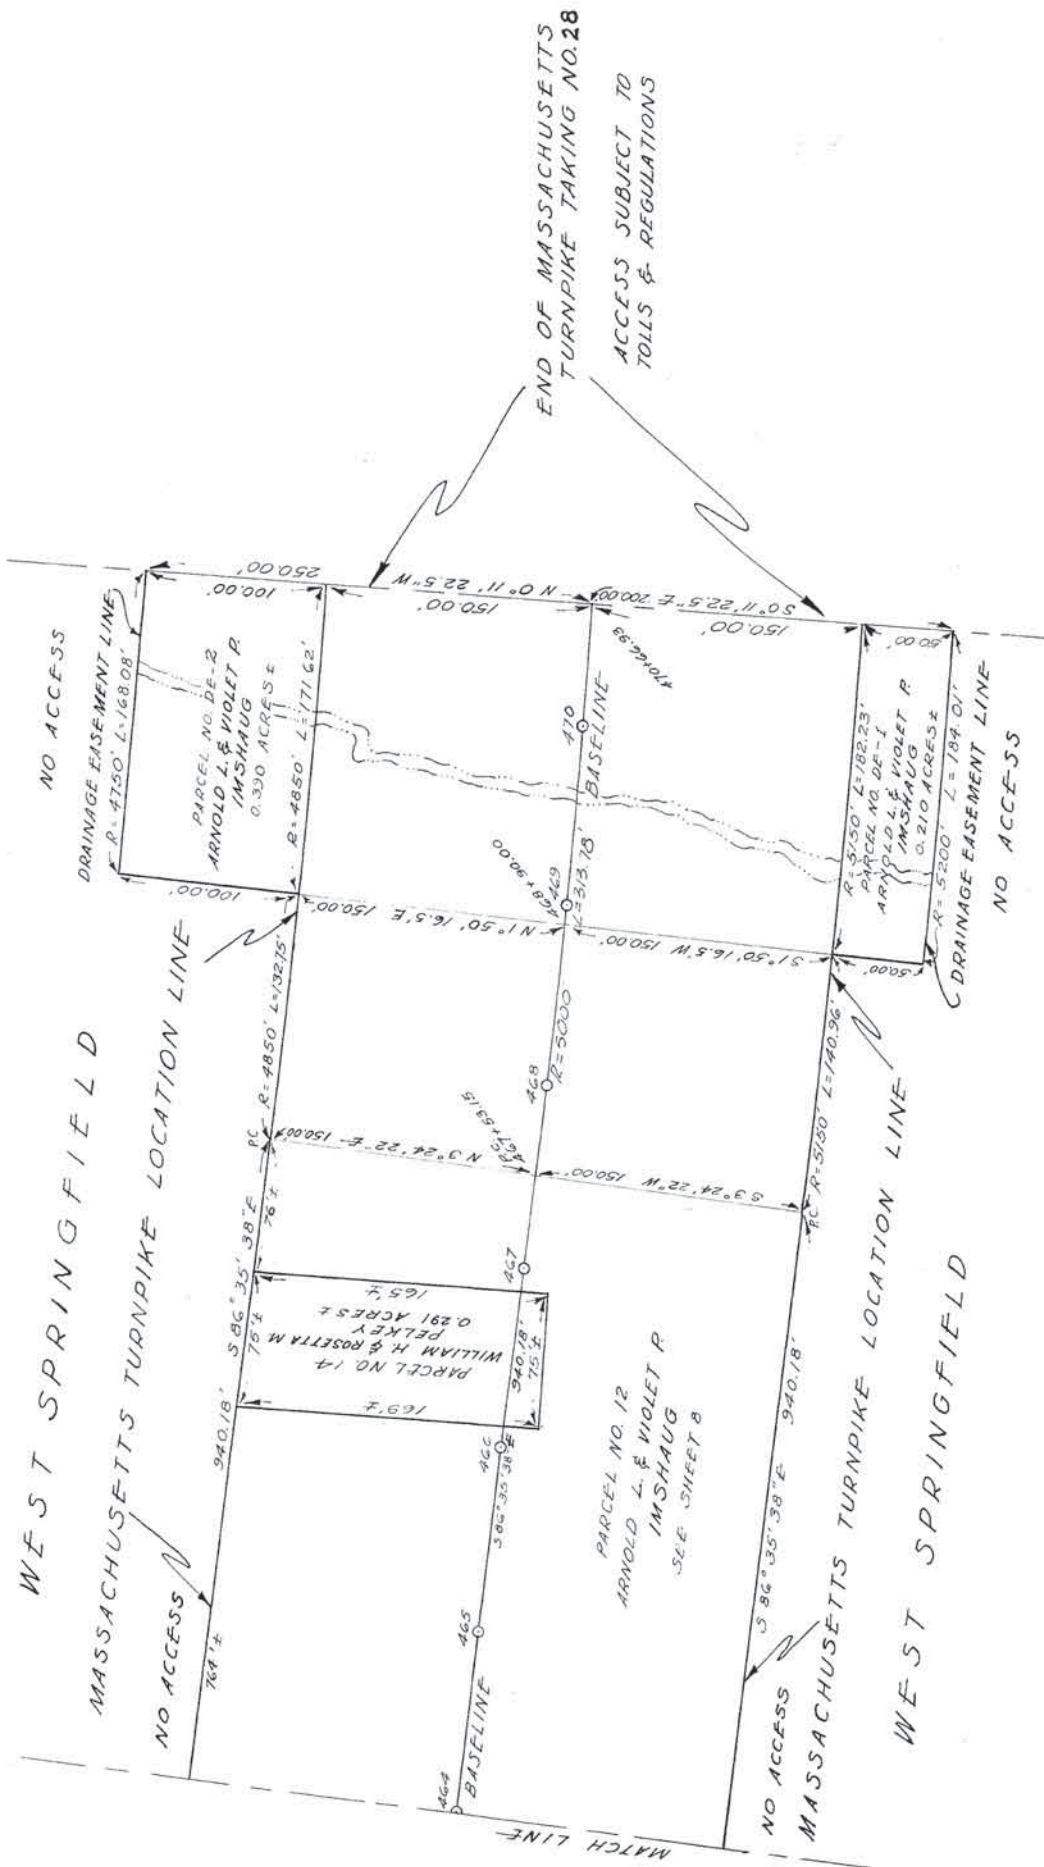 WEST SPRINGFIELD
MASSACHUSETTS TURNPIKE LOCATION LINE
NO ACCESS
764'±
940.18'
S 86° 35' 38" E
75'±
76'±
P.C.
R=4850' L=132.75'
NO ACCESS
DRAINAGE EASEMENT LINE
R=4750' L=168.08'
100.00'
100.00'
250.00'
PARCEL NO. DE-2
ARNOLD L. & VIOLET P.
IMSHAUG
0.390 ACRES±
R=4850' L=171.62'
END OF MASSACHUSETTS
TURNPIKE TAKING NO. 28
ACCESS SUBJECT TO
TOLLS & REGULATIONS
169'±
PARCEL NO. 14
WILLIAM H. & ROSETTA M
PELKEY
0.291 ACRES±
165'±
940.18'
75'±
N 3° 24' 22" E 150.00'
P.C.
467+53.15
N 1° 50' 16.5" E
150.00'
468+90.00
N 0° 11' 22.5" W
150.00'
200.00'
470+66.93
MATCH LINE
464
BASELINE
465
S 86° 35' 38" E
466
467
468
R=5000
469
L=313.78'
470
BASELINE
S 3° 24' 22" W
150.00'
S 1° 50' 16.5" W
150.00'
S 0° 11' 22.5" E
150.00'
PARCEL NO. 12
ARNOLD L. & VIOLET P.
IMSHAUG
SEE SHEET 8
S 86° 35' 38" E
940.18'
P.C.
R=5150' L=140.96'
R=5150' L=182.23'
PARCEL NO. DE-1
ARNOLD L. & VIOLET P.
IMSHAUG
0.210 ACRES±
50.00'
50.00'
R=5200' L=184.01'
DRAINAGE EASEMENT LINE
NO ACCESS
NO ACCESS
MASSACHUSETTS TURNPIKE LOCATION LINE
WEST SPRINGFIELD